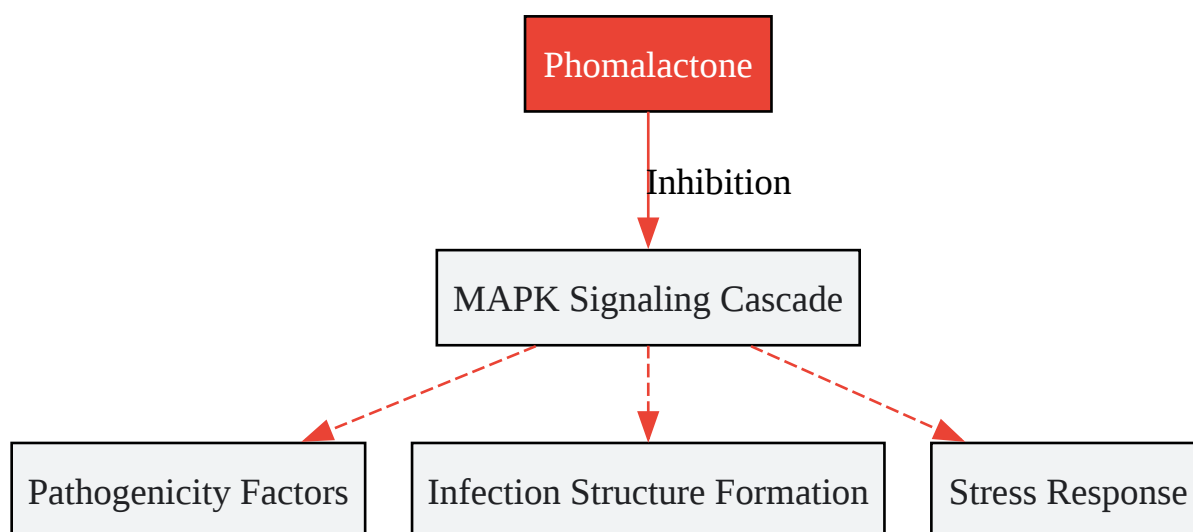 Phomalactone
Inhibition
MAPK Signaling Cascade
Pathogenicity Factors
Infection Structure Formation
Stress Response